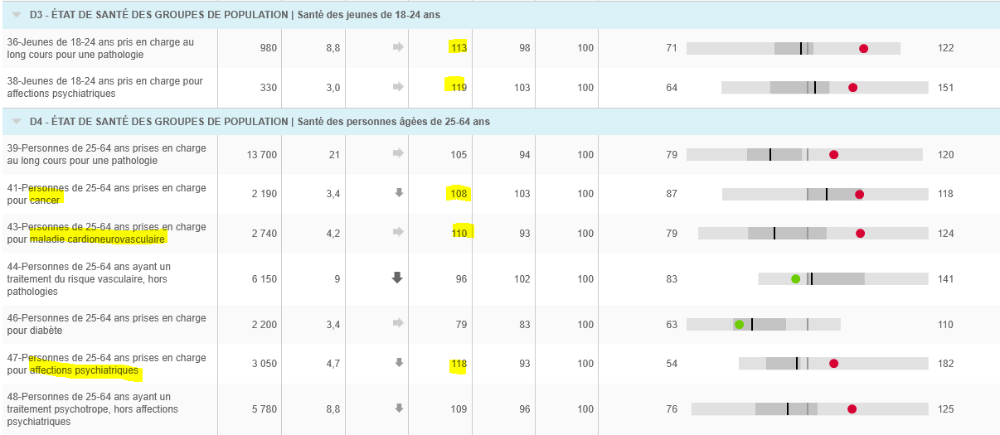 D3 - ÉTAT DE SANTÉ DES GROUPES DE POPULATION | Santé des jeunes de 18-24 ans
36-Jeunes de 18-24 ans pris en charge au
long cours pour une pathologie
980 8,8 113 98 100 71 122
38-Jeunes de 18-24 ans pris en charge pour
affections psychiatriques
330 3,0 119 103 100 64 151
D4 - ÉTAT DE SANTÉ DES GROUPES DE POPULATION | Santé des personnes âgées de 25-64 ans
39-Personnes de 25-64 ans prises en charge
au long cours pour une pathologie
13 700 21 105 94 100 79 120
41-Personnes de 25-64 ans prises en charge
pour cancer
2 190 3,4 108 103 100 87 118
43-Personnes de 25-64 ans prises en charge
pour maladie cardioneurovasculaire
2 740 4,2 110 93 100 79 124
44-Personnes de 25-64 ans ayant un
traitement du risque vasculaire, hors
pathologies
6 150 9 96 102 100 83 141
46-Personnes de 25-64 ans prises en charge
pour diabète
2 200 3,4 79 83 100 63 110
47-Personnes de 25-64 ans prises en charge
pour affections psychiatriques
3 050 4,7 118 93 100 54 182
48-Personnes de 25-64 ans ayant un
traitement psychotrope, hors affections
psychiatriques
5 780 8,8 109 96 100 76 125